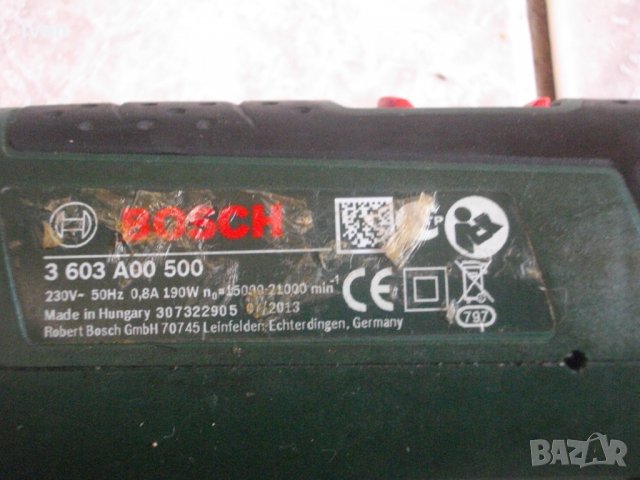 BOSCH
3 603 A00 500
230V~ 50Hz 0,8A 190W n₀=15000-21000 min⁻¹
Made in Hungary 307322905 /2013
Robert Bosch GmbH 70745 Leinfelden-Echterdingen, Germany
CE
797
BAZAR